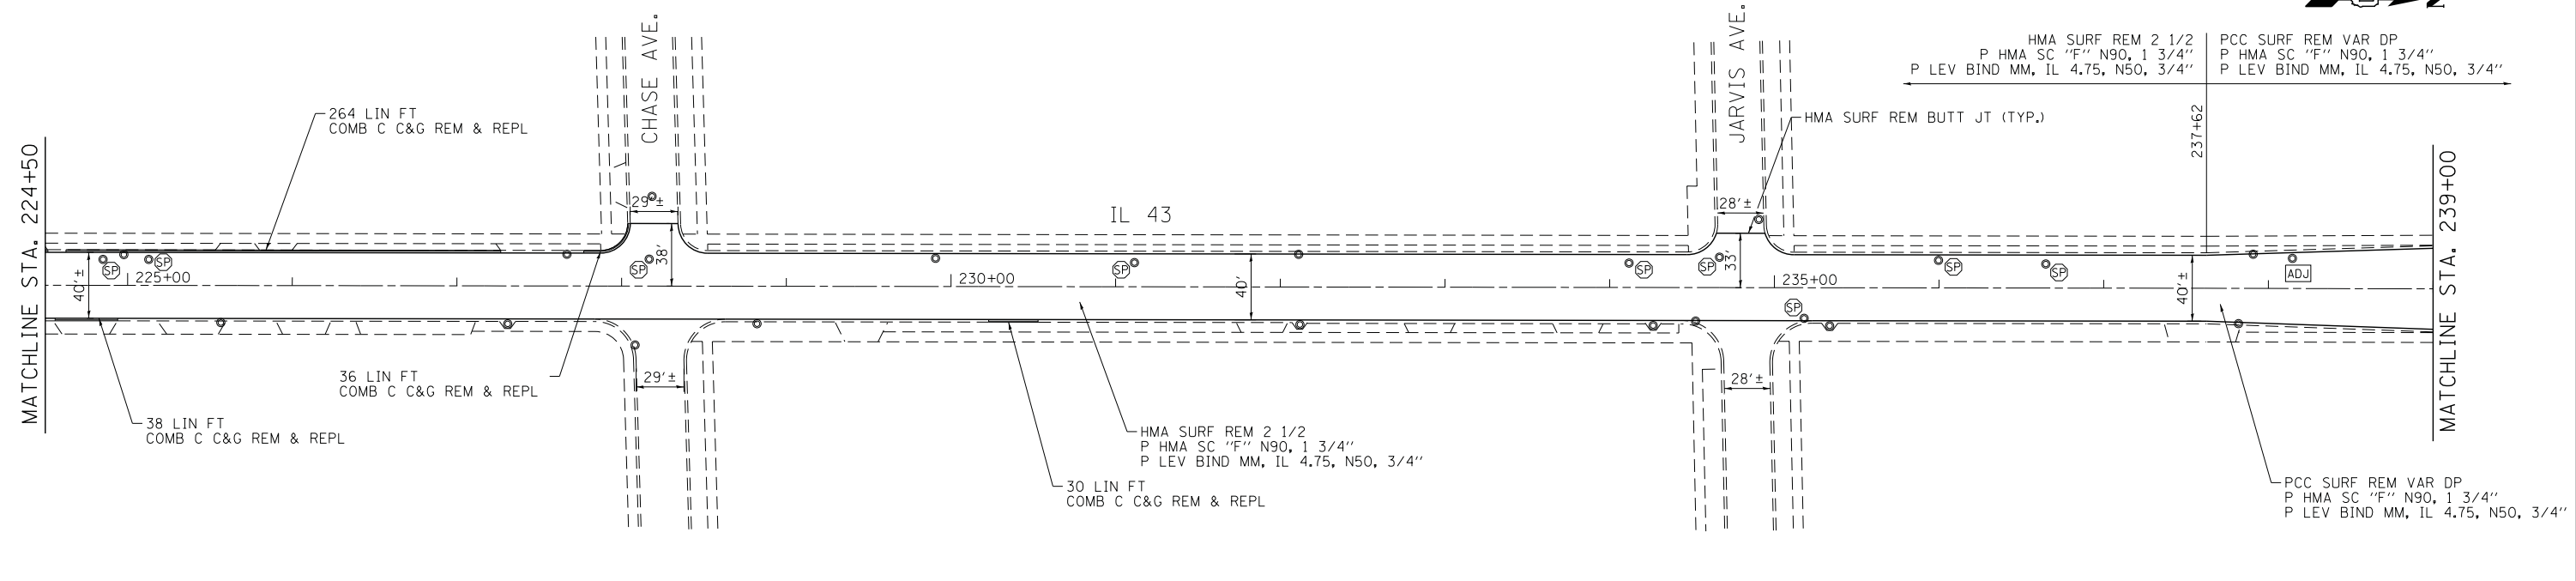 CHASE AVE.
JARVIS AVE.
HMA SURF REM 2 1/2
P HMA SC "F" N90, 1 3/4"
P LEV BIND MM, IL 4.75, N50, 3/4"
PCC SURF REM VAR DP
P HMA SC "F" N90, 1 3/4"
P LEV BIND MM, IL 4.75, N50, 3/4"
237+62
264 LIN FT
COMB C C&G REM & REPL
HMA SURF REM BUTT JT (TYP.)
MATCHLINE STA. 224+50
MATCHLINE STA. 239+00
29'±
28'±
IL 43
38'
33'
SP
SP
SP
SP
SP
SP
SP
SP
SP
ADJ
40'±
225+00
230+00
40'
235+00
40'±
36 LIN FT
COMB C C&G REM & REPL
29'±
28'±
38 LIN FT
COMB C C&G REM & REPL
HMA SURF REM 2 1/2
P HMA SC "F" N90, 1 3/4"
P LEV BIND MM, IL 4.75, N50, 3/4"
30 LIN FT
COMB C C&G REM & REPL
PCC SURF REM VAR DP
P HMA SC "F" N90, 1 3/4"
P LEV BIND MM, IL 4.75, N50, 3/4"